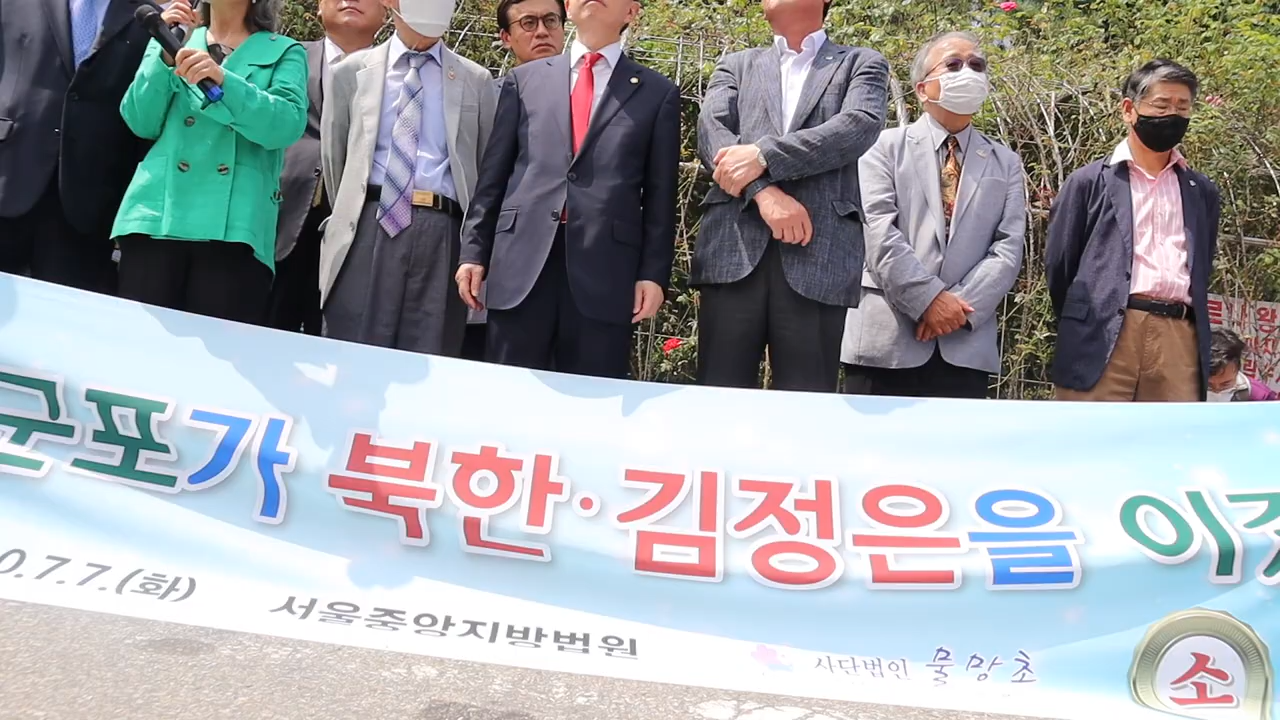 군포가 북한·김정은을 이
0.7.7.(화)
서울중앙지방법원
사단법인 물망초
소